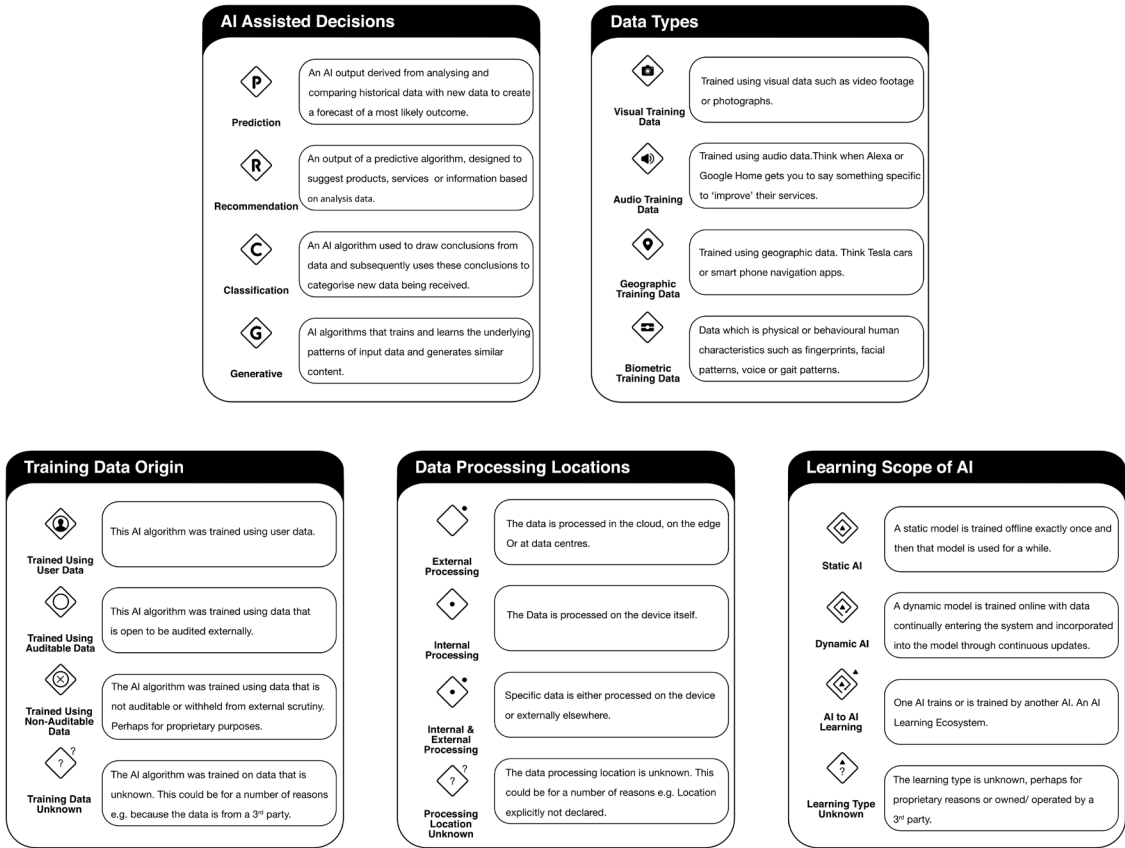 AI Assisted Decisions
P
Prediction
An AI output derived from analysing and
comparing historical data with new data to create
a forecast of a most likely outcome.
R
Recommendation
An output of a predictive algorithm, designed to
suggest products, services or information based
on analysis data.
C
Classification
An AI algorithm used to draw conclusions from
data and subsequently uses these conclusions to
categorise new data being received.
G
Generative
AI algorithms that trains and learns the underlying
patterns of input data and generates similar
content.
Data Types
Visual Training
Data
Trained using visual data such as video footage
or photographs.
Audio Training
Data
Trained using audio data.Think when Alexa or
Google Home gets you to say something specific
to ‘improve’ their services.
Geographic
Training Data
Trained using geographic data. Think Tesla cars
or smart phone navigation apps.
Biometric
Training Data
Data which is physical or behavioural human
characteristics such as fingerprints, facial
patterns, voice or gait patterns.
Training Data Origin
Trained Using
User Data
This AI algorithm was trained using user data.
Trained Using
Auditable Data
This AI algorithm was trained using data that
is open to be audited externally.
Trained Using
Non-Auditable
Data
The AI algorithm was trained using data that is
not auditable or withheld from external scrutiny.
Perhaps for proprietary purposes.
?
?
Training Data
Unknown
The AI algorithm was trained on data that is
unknown. This could be for a number of reasons
e.g. because the data is from a 3rd party.
Data Processing Locations
External
Processing
The data is processed in the cloud, on the edge
Or at data centres.
Internal
Processing
The Data is processed on the device itself.
Internal &
External
Processing
Specific data is either processed on the device
or externally elsewhere.
?
?
Processing
Location
Unknown
The data processing location is unknown. This
could be for a number of reasons e.g. Location
explicitly not declared.
Learning Scope of AI
Static AI
A static model is trained offline exactly once and
then that model is used for a while.
Dynamic AI
A dynamic model is trained online with data
continually entering the system and incorporated
into the model through continuous updates.
AI to AI
Learning
One AI trains or is trained by another AI. An AI
Learning Ecosystem.
?
Learning Type
Unknown
The learning type is unknown, perhaps for
proprietary reasons or owned/ operated by a
3rd party.